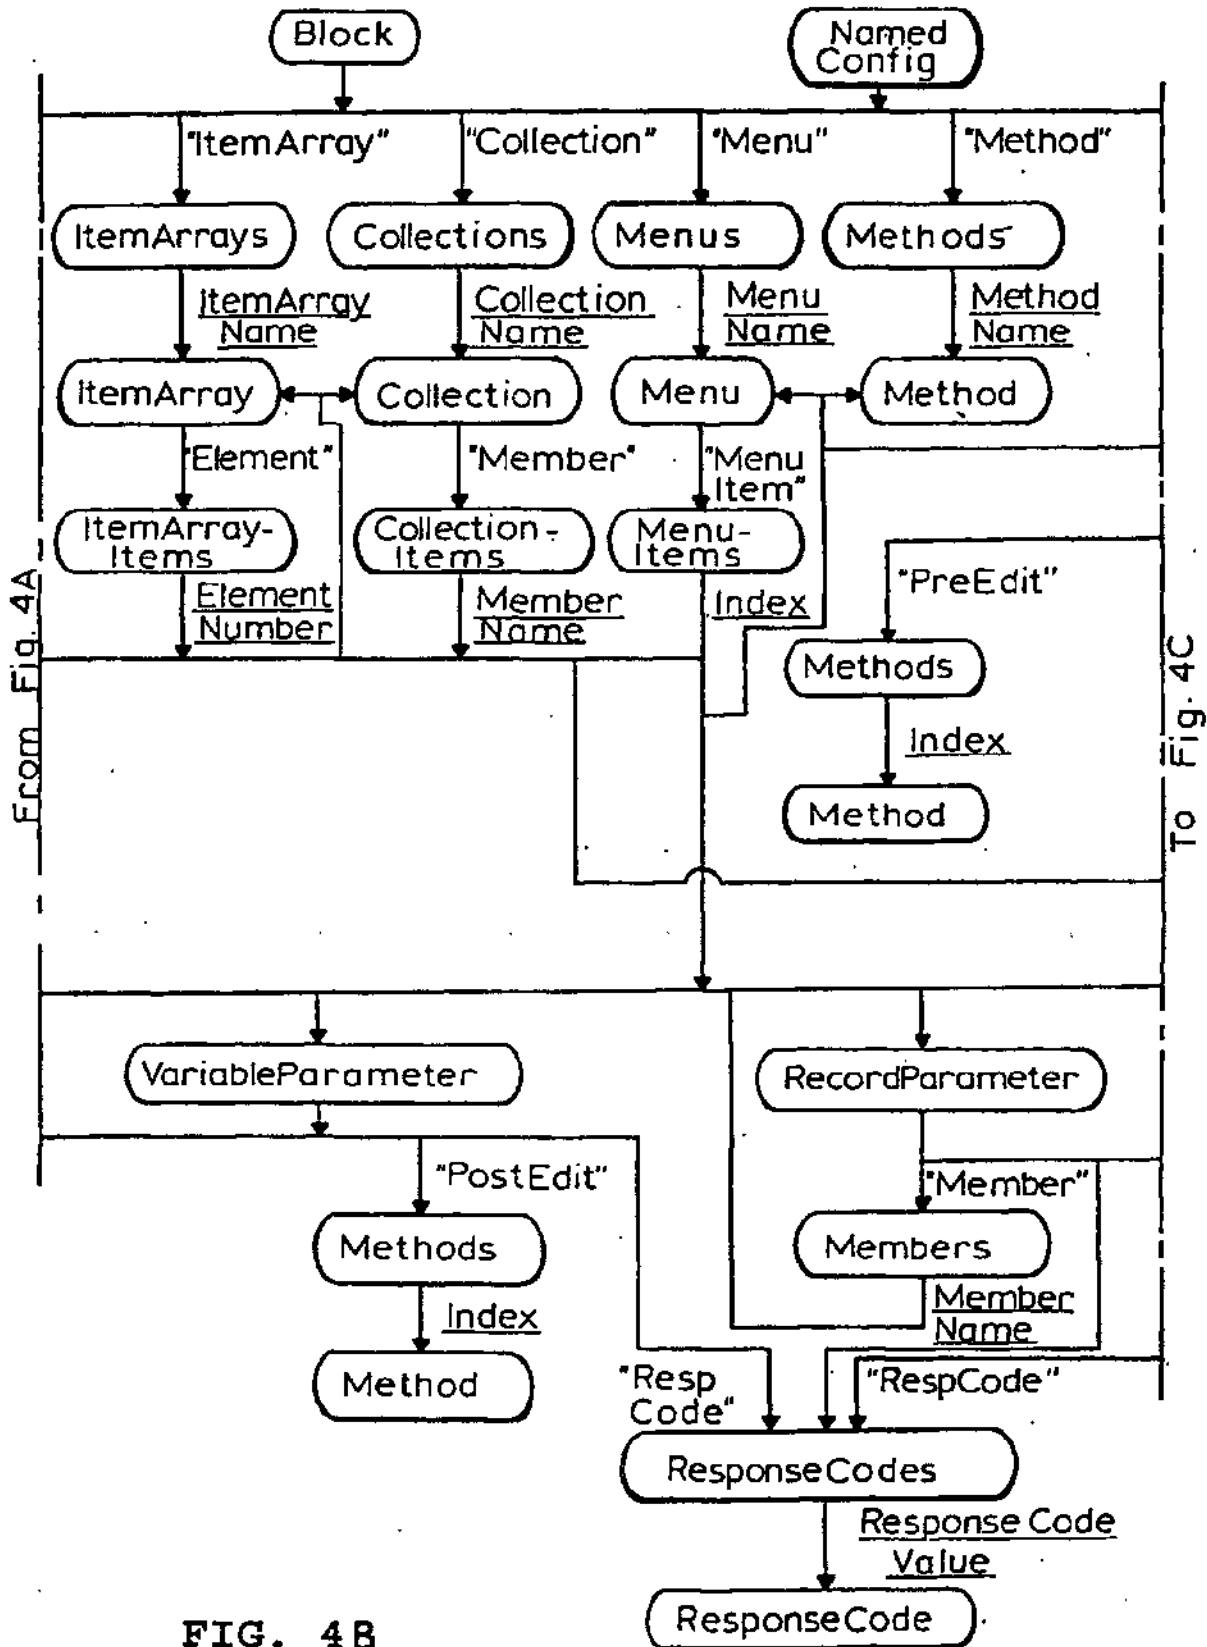 Block
Named
Config
"ItemArray"
"Collection"
"Menu"
"Method"
ItemArrays
Collections
Menus
Methods
ItemArray
Name
Collection
Name
Menu
Name
Method
Name
ItemArray
Collection
Menu
Method
"Element"
"Member"
"Menu
Item"
ItemArray-
Items
Collection-
Items
Menu-
Items
"PreEdit"
Element
Number
Member
Name
Index
Methods
Index
Method
From Fig. 4A
To Fig. 4C
VariableParameter
RecordParameter
"PostEdit"
"Member"
Methods
Members
Index
Member
Name
Method
"Resp
Code"
"RespCode"
ResponseCodes
Response Code
Value
ResponseCode
FIG. 4B